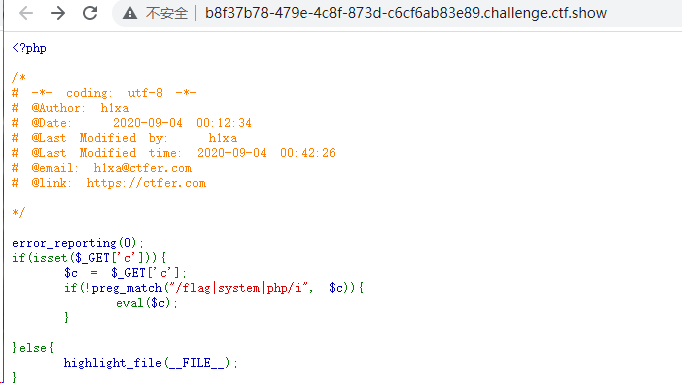 不安全 | b8f37b78-479e-4c8f-873d-c6cf6ab83e89.challenge.ctf.show
<?php
/*
# -*- coding: utf-8 -*-
# @Author: h1xa
# @Date:   2020-09-04 00:12:34
# @Last Modified by:   h1xa
# @Last Modified time: 2020-09-04 00:42:26
# @email: h1xa@ctfer.com
# @link: https://ctfer.com
*/
error_reporting(0);
if(isset($_GET['c'])){
    $c = $_GET['c'];
    if(!preg_match("/flag|system|php/i", $c)){
        eval($c);
    }
}else{
    highlight_file(__FILE__);
}